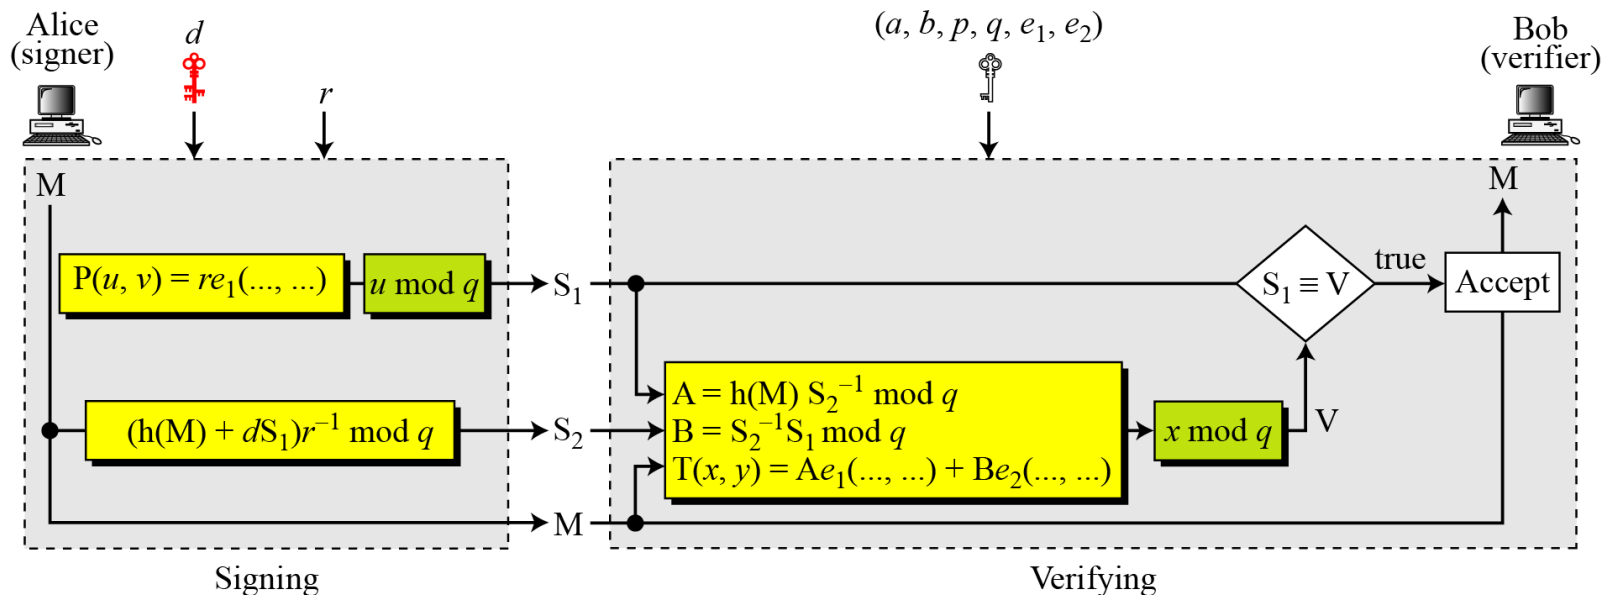 Alice
(signer)
d
r
(a, b, p, q, e₁, e₂)
Bob
(verifier)
M
P(u, v) = re₁(..., ...)
u mod q
S₁
(h(M) + dS₁)r⁻¹ mod q
S₂
M
Signing
A = h(M) S₂⁻¹ mod q
B = S₂⁻¹S₁ mod q
T(x, y) = Ae₁(..., ...) + Be₂(..., ...)
x mod q
V
S₁ ≡ V
true
Accept
M
Verifying